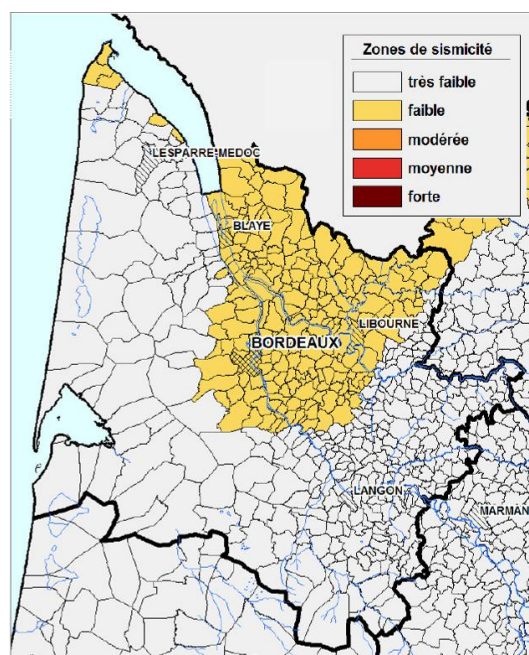 Zones de sismicité
très faible
faible
modérée
moyenne
forte
LESPARRE-MEDOC
BLAYE
LIBOURNE
BORDEAUX
LANGON
MARMAN